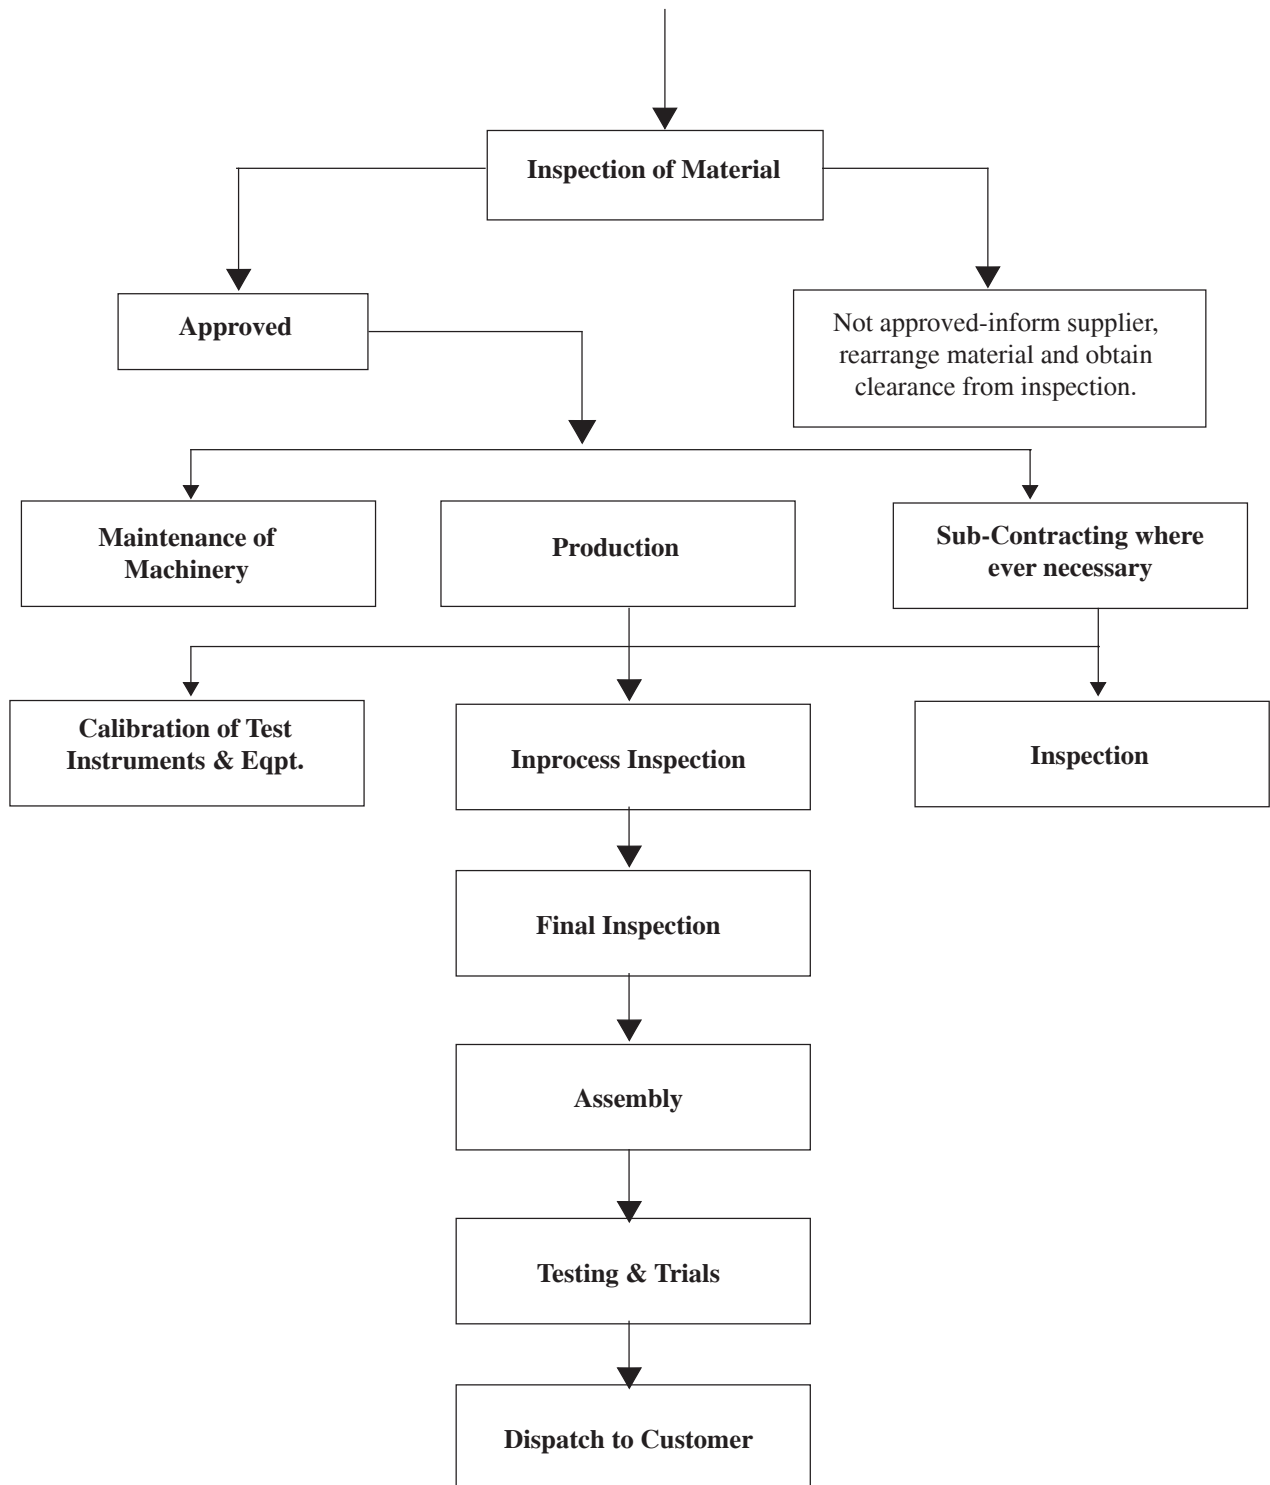 Inspection of Material
Approved
Not approved-inform supplier,
rearrange material and obtain
clearance from inspection.
Maintenance of
Machinery
Production
Sub-Contracting where
ever necessary
Calibration of Test
Instruments & Eqpt.
Inprocess Inspection
Inspection
Final Inspection
Assembly
Testing & Trials
Dispatch to Customer